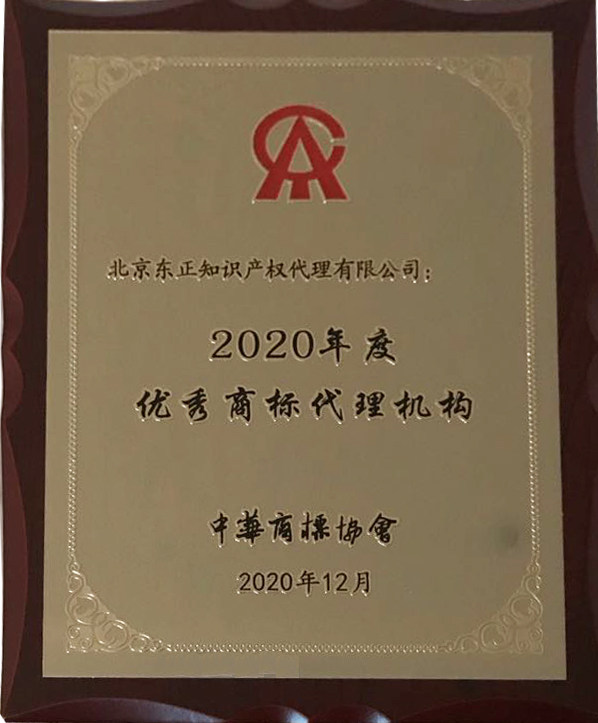 北京东正知识产权代理有限公司：
2020年度
优秀商标代理机构
中華商標協會
2020年12月